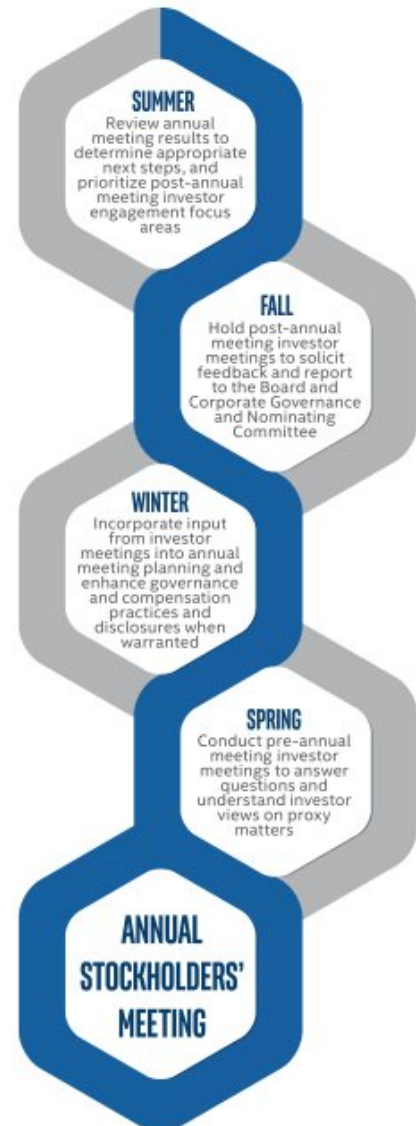 SUMMER
Review annual
meeting results to
determine appropriate
next steps, and
prioritize post-annual
meeting investor
engagement focus
areas
FALL
Hold post-annual
meeting investor
meetings to solicit
feedback and report
to the Board and
Corporate Governance
and Nominating
Committee
WINTER
Incorporate input
from investor
meetings into annual
meeting planning and
enhance governance
and compensation
practices and
disclosures when
warranted
SPRING
Conduct pre-annual
meeting investor
meetings to answer
questions and
understand investor
views on proxy
matters
ANNUAL
STOCKHOLDERS'
MEETING